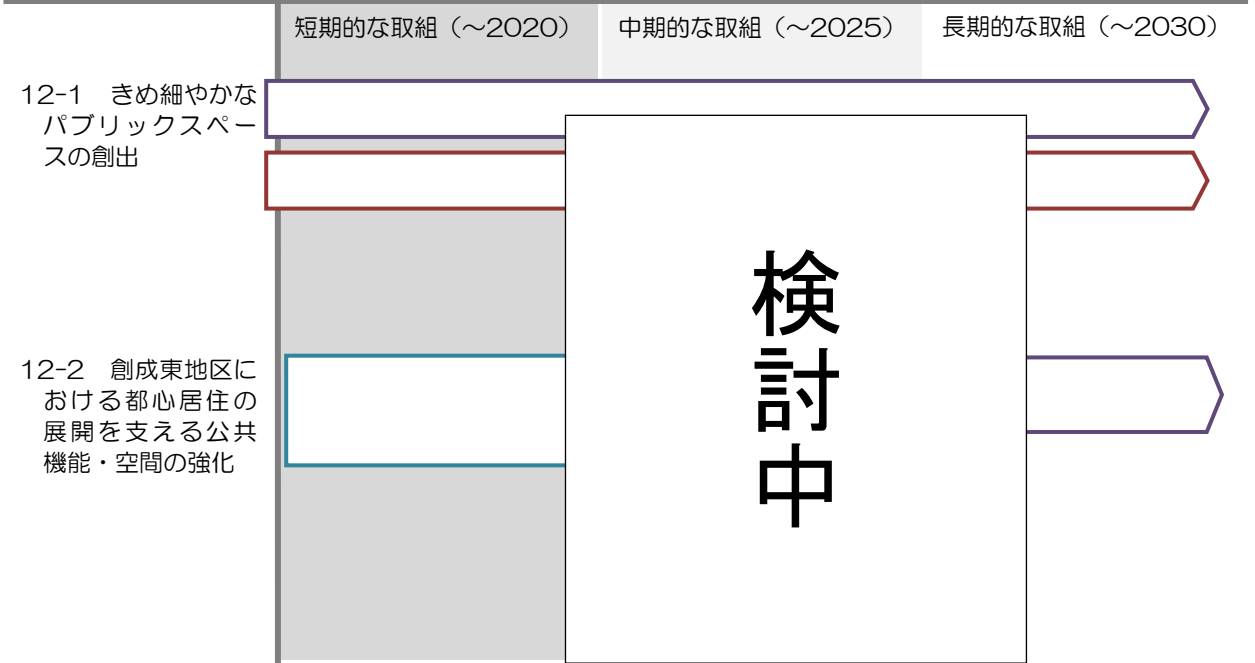 短期的な取組（～2020）
中期的な取組（～2025）
長期的な取組（～2030）
12-1　きめ細やかな
パブリックスペー
スの創出
12-2　創成東地区に
おける都心居住の
展開を支える公共
機能・空間の強化
検討中